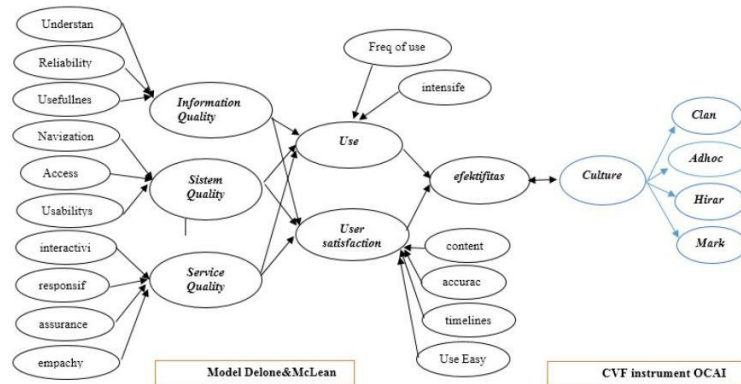 Understan
Reliability
Usefullnes
Navigation
Access
Usabilitys
interactivi
responsif
assurance
empachy
Information
Quality
Sistem
Quality
Service
Quality
Freq of use
intensife
Use
User
satisfaction
content
accurac
timelines
Use Easy
efektifitas
Culture
Clan
Adhoc
Hirar
Mark
Model Delone&McLean
CVF instrument OCAI